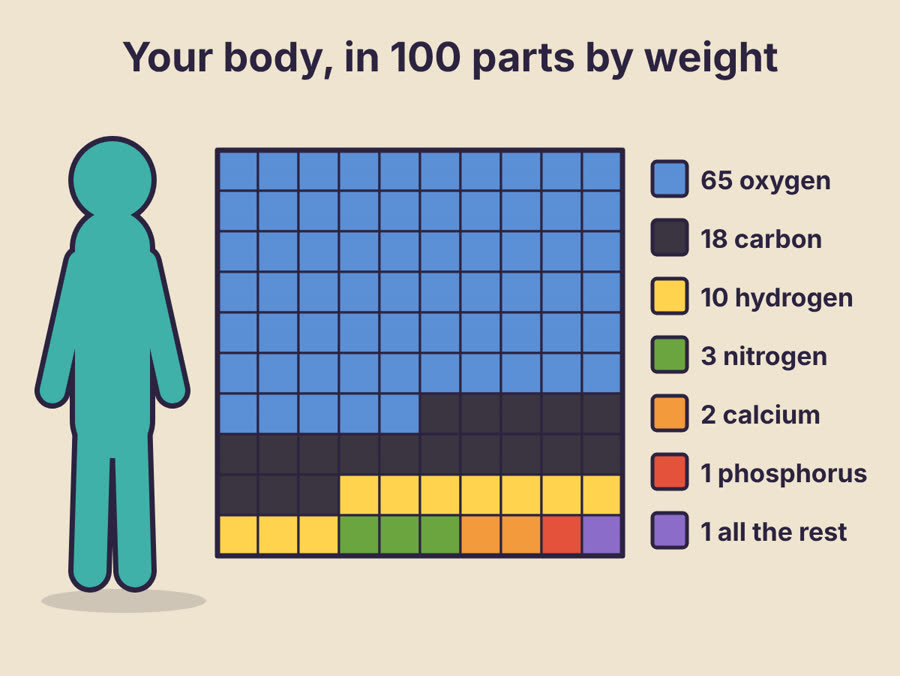 Your body, in 100 parts by weight
65 oxygen
18 carbon
10 hydrogen
3 nitrogen
2 calcium
1 phosphorus
1 all the rest